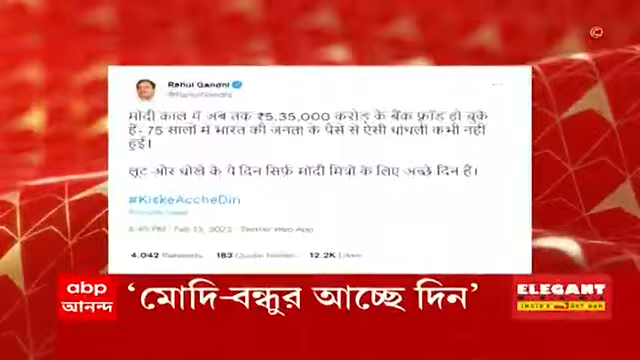 ©
Rahul Gandhi
@RahulGandhi
मोदी काल में अब तक ₹5,35,000 करोड़ के बैंक फ्रॉड हो चुके
हैं- 75 सालों में भारत की जनता के पैसे से ऐसी धांधली कभी नहीं
हुई।
लूट और धोखे के ये दिन सिर्फ़ मोदी मित्रों के लिए अच्छे दिन हैं।
#KiskeAccheDin
Twitter Web App
4,042 Retweets 183 Quote Tweets 12.2K Likes
abp
আনন্দ
‘মোদি-বন্ধুর আচ্ছে দিন’
ELEGANT